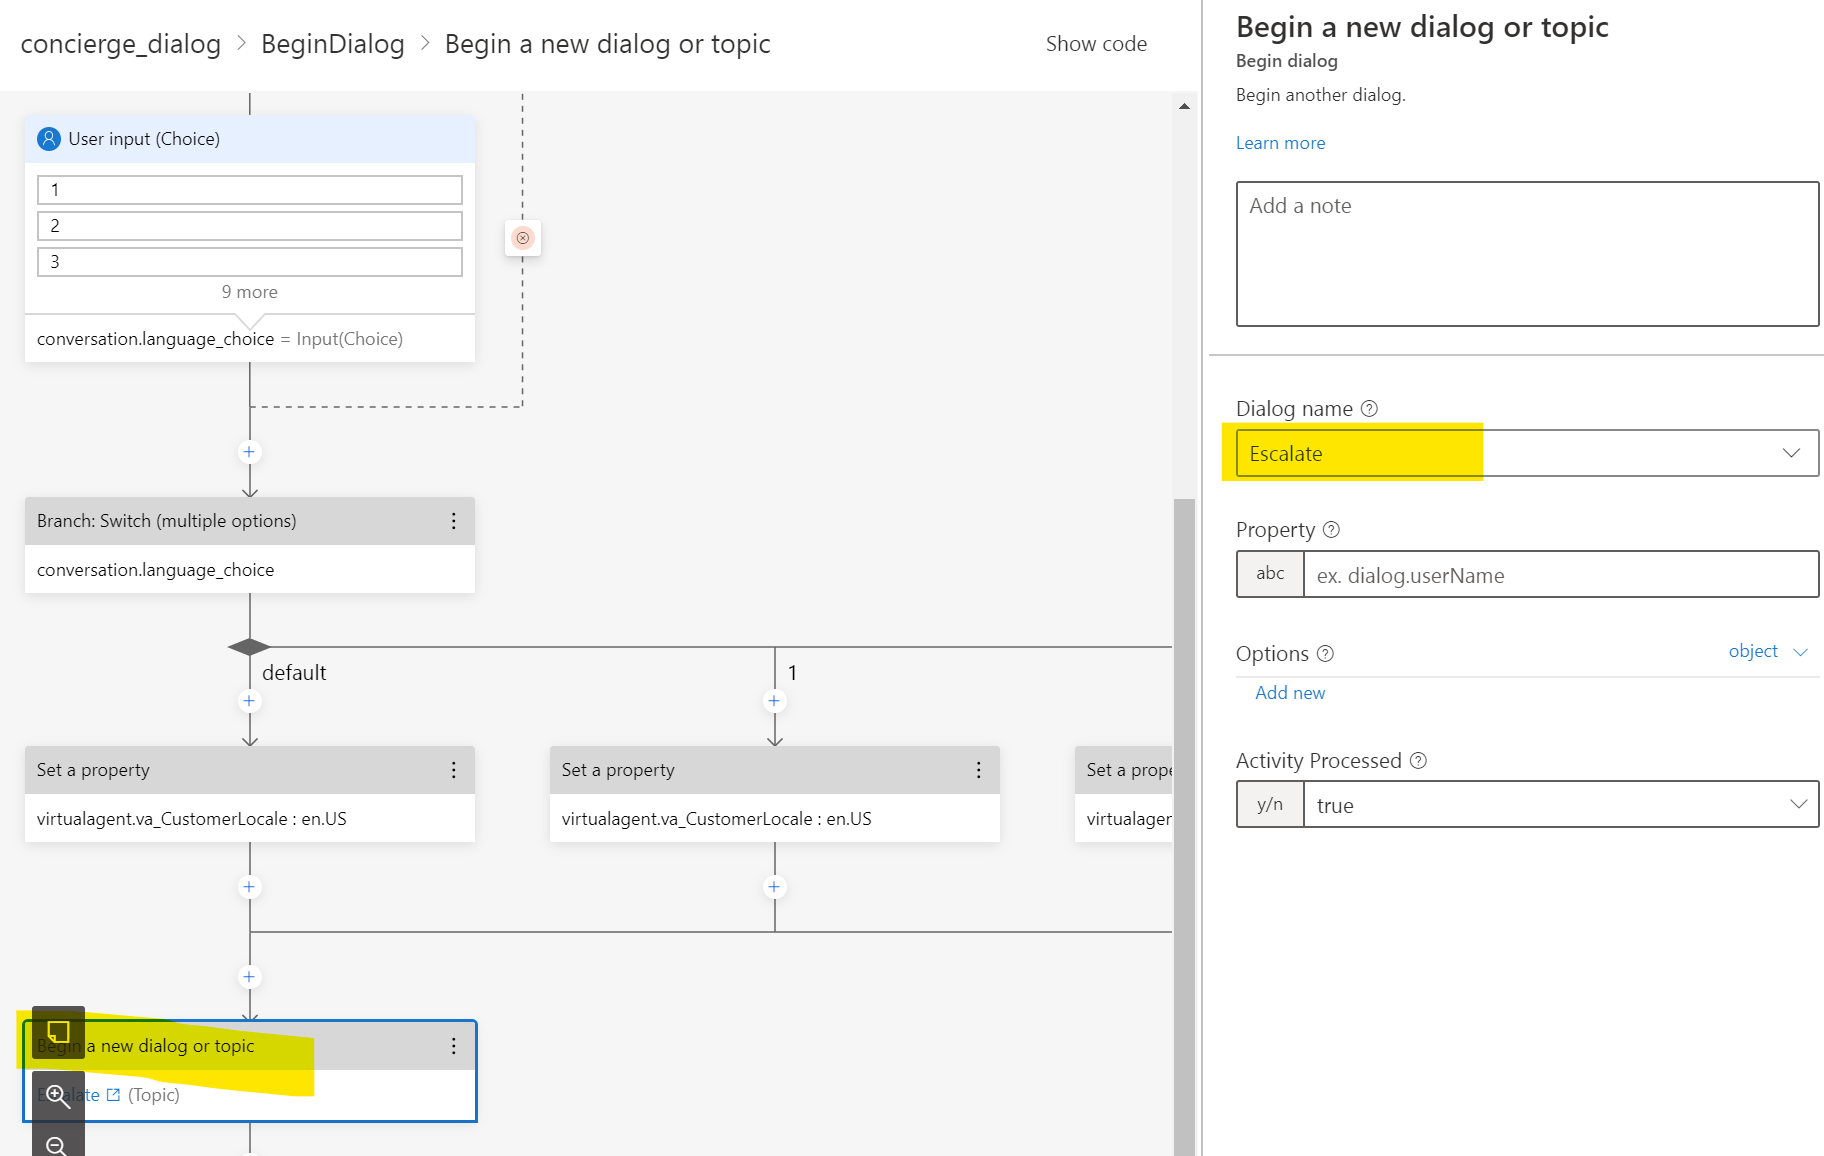 concierge_dialog > BeginDialog > Begin a new dialog or topic
Show code
User input (Choice)
1
2
3
9 more
conversation.language_choice = Input(Choice)
Branch: Switch (multiple options)
conversation.language_choice
default
1
Set a property
virtualagent.va_CustomerLocale : en.US
Set a property
virtualagent.va_CustomerLocale : en.US
Set a
Begin a new dialog or topic
Escalate (Topic)
Begin a new dialog or topic
Begin dialog
Begin another dialog.
Learn more
Add a note
Dialog name
Escalate
Property
abc
ex. dialog.userName
Options
object
Add new
Activity Processed
y/n
true